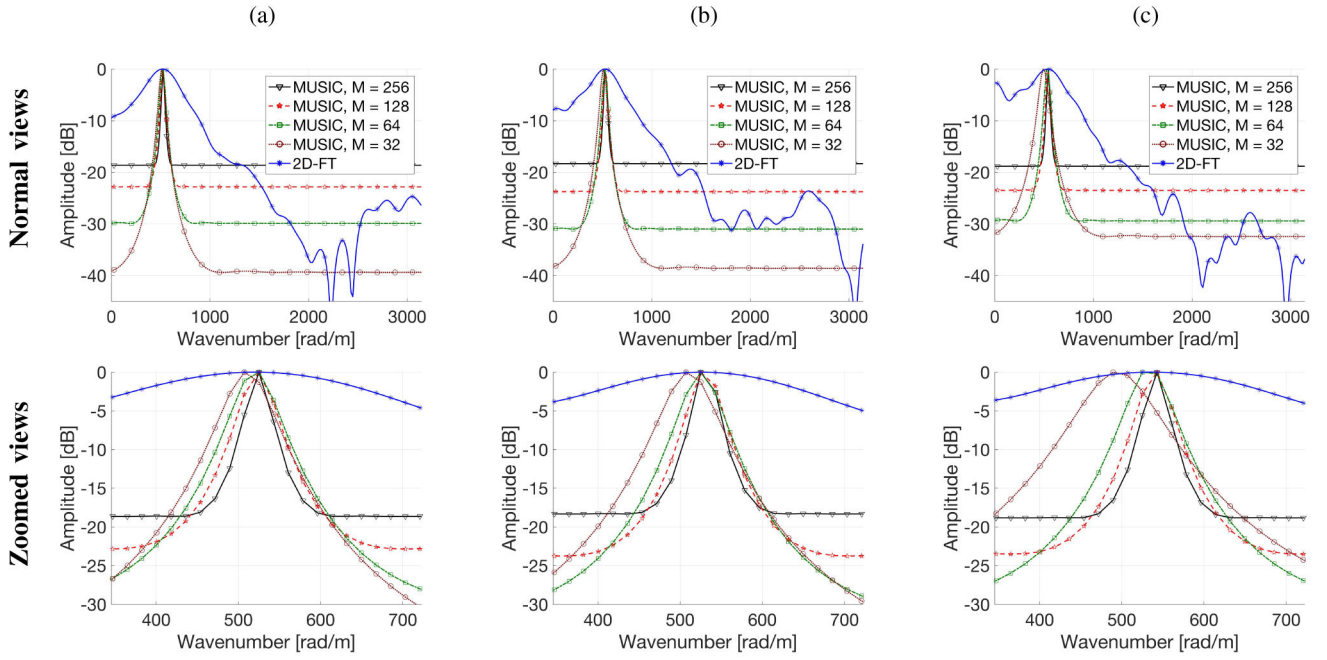 (a)
(b)
(c)
Normal views
0
-10
-20
-30
-40
Amplitude [dB]
0 1000 2000 3000
Wavenumber [rad/m]
MUSIC, M = 256
MUSIC, M = 128
MUSIC, M = 64
MUSIC, M = 32
2D-FT
0
-10
-20
-30
-40
Amplitude [dB]
0 1000 2000 3000
Wavenumber [rad/m]
MUSIC, M = 256
MUSIC, M = 128
MUSIC, M = 64
MUSIC, M = 32
2D-FT
0
-10
-20
-30
-40
Amplitude [dB]
0 1000 2000 3000
Wavenumber [rad/m]
MUSIC, M = 256
MUSIC, M = 128
MUSIC, M = 64
MUSIC, M = 32
2D-FT
Zoomed views
0
-5
-10
-15
-20
-25
-30
Amplitude [dB]
400 500 600 700
Wavenumber [rad/m]
0
-5
-10
-15
-20
-25
-30
Amplitude [dB]
400 500 600 700
Wavenumber [rad/m]
0
-5
-10
-15
-20
-25
-30
Amplitude [dB]
400 500 600 700
Wavenumber [rad/m]